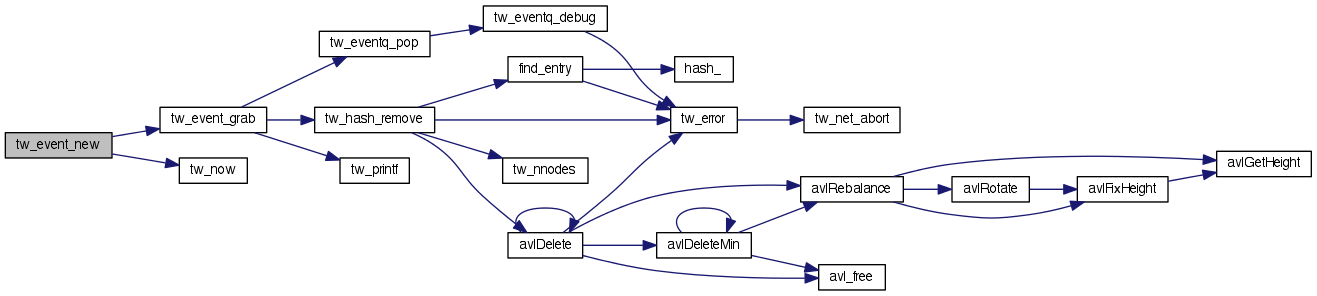 tw_event_new
tw_event_grab
tw_now
tw_eventq_pop
tw_hash_remove
tw_printf
tw_eventq_debug
find_entry
tw_nnodes
avlDelete
hash_
tw_error
avlDeleteMin
tw_net_abort
avlRebalance
avl_free
avlRotate
avlFixHeight
avlGetHeight